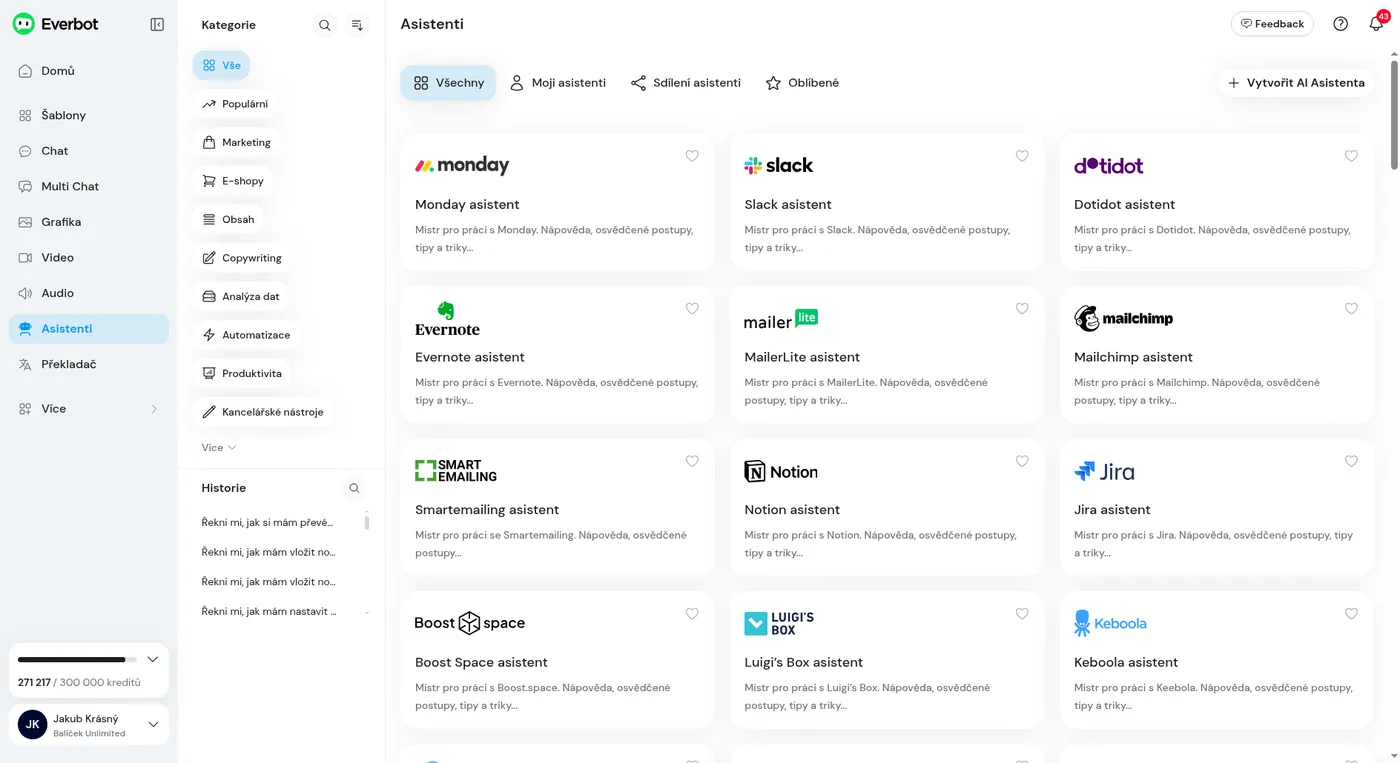 Everbot
Domů
Šablony
Chat
Multi Chat
Grafika
Video
Audio
Asistenti
Překladač
Více
271 217 / 300 000 kreditů
JK
Jakub Krásný
Balíček Unlimited
Kategorie
Vše
Populární
Marketing
E-shopy
Obsah
Copywriting
Analýza dat
Automatizace
Produktivita
Kancelářské nástroje
Více
Historie
Řekni mi, jak si mám převé...
Řekni mi, jak mám vložit no...
Řekni mi, jak mám vložit no...
Řekni mi, jak mám nastavit ...
Asistenti
Feedback
43
Všechny
Moji asistenti
Sdílení asistenti
Oblíbené
Vytvořit AI Asistenta
monday
Monday asistent
Mistr pro práci s Monday. Nápověda, osvědčené postupy,
tipy a triky...
slack
Slack asistent
Mistr pro práci s Slack. Nápověda, osvědčené postupy,
tipy a triky...
dotidot
Dotidot asistent
Mistr pro práci s Dotidot. Nápověda, osvědčené postupy,
tipy a triky...
Evernote
Evernote asistent
Mistr pro práci s Evernote. Nápověda, osvědčené postupy,
tipy a triky...
mailer lite
MailerLite asistent
Mistr pro práci s MailerLite. Nápověda, osvědčené
postupy, tipy a triky...
mailchimp
Mailchimp asistent
Mistr pro práci s Mailchimp. Nápověda, osvědčené
postupy, tipy a triky...
SMART
EMAILING
Smartemailing asistent
Mistr pro práci se Smartemailing. Nápověda, osvědčené
postupy...
Notion
Notion asistent
Mistr pro práci s Notion. Nápověda, osvědčené postupy,
tipy a triky...
Jira
Jira asistent
Mistr pro práci s Jira. Nápověda, osvědčené postupy, tipy
a triky...
Boost space
Boost Space asistent
Mistr pro práci s Boost.space. Nápověda, osvědčené
postupy, tipy a triky...
LUIGI'S
BOX
Luigi's Box asistent
Mistr pro práci s Luigi's Box. Nápověda, osvědčené
postupy, tipy a triky...
Keboola
Keboola asistent
Mistr pro práci s Keebola. Nápověda, osvědčené postupy,
tipy a triky...